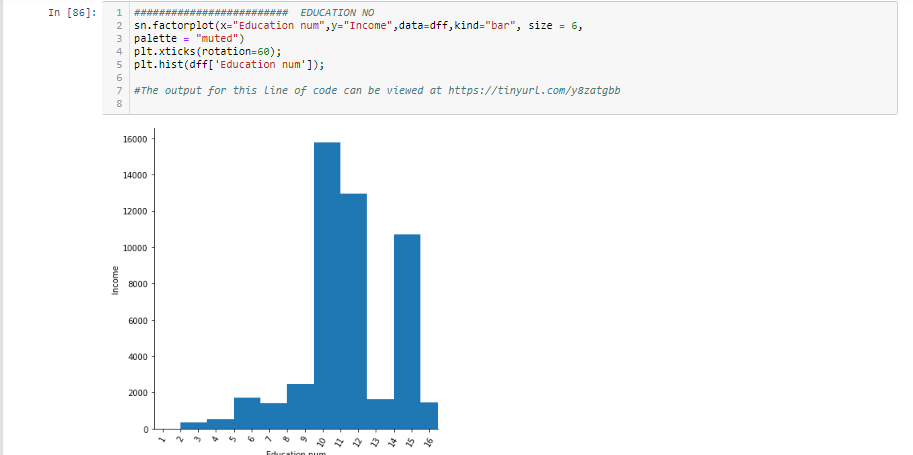 In [86]:
1 ######################### EDUCATION NO
2 sn.factorplot(x="Education num",y="Income",data=dff,kind="bar", size = 6,
3 palette = "muted")
4 plt.xticks(rotation=60);
5 plt.hist(dff['Education num']);
6
7 #The output for this line of code can be viewed at https://tinyurl.com/y8zatgbb
8
16000
14000
12000
10000
8000
6000
4000
2000
0
Income
1 2 3 4 5 6 7 8 9 10 11 12 13 14 15 16
Education num